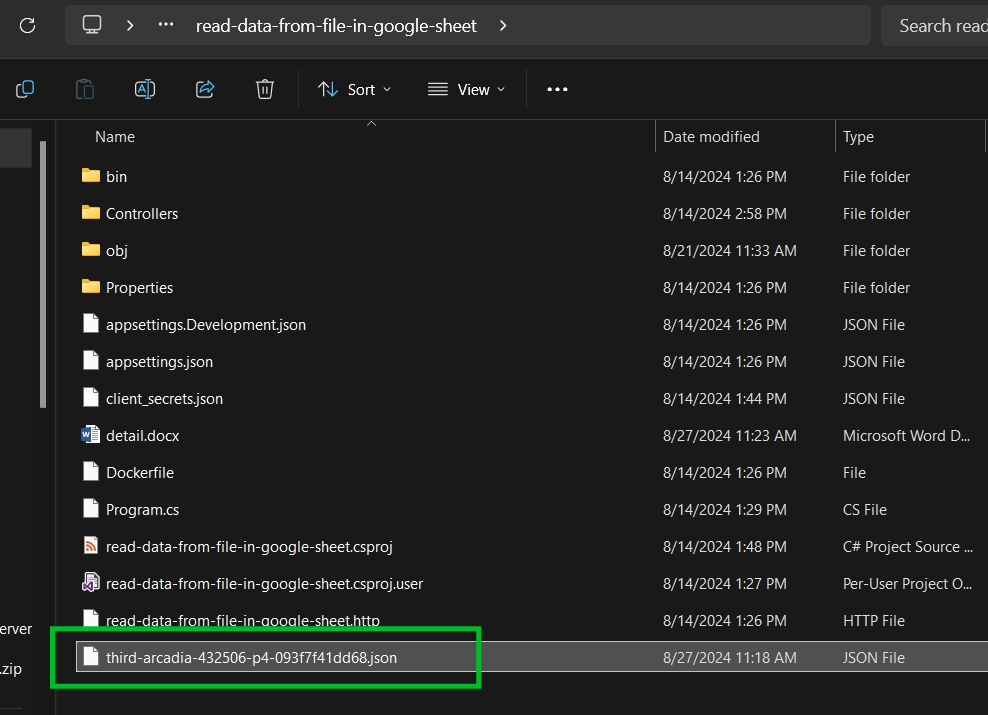 read-data-from-file-in-google-sheet
Search read
Sort
View
Name Date modified Type
bin 8/14/2024 1:26 PM File folder
Controllers 8/14/2024 2:58 PM File folder
obj 8/21/2024 11:33 AM File folder
Properties 8/14/2024 1:26 PM File folder
appsettings.Development.json 8/14/2024 1:26 PM JSON File
appsettings.json 8/14/2024 1:26 PM JSON File
client_secrets.json 8/14/2024 1:44 PM JSON File
detail.docx 8/27/2024 11:23 AM Microsoft Word D...
Dockerfile 8/14/2024 1:26 PM File
Program.cs 8/14/2024 1:29 PM CS File
read-data-from-file-in-google-sheet.csproj 8/14/2024 1:48 PM C# Project Source ...
read-data-from-file-in-google-sheet.csproj.user 8/14/2024 1:27 PM Per-User Project O...
read-data-from-file-in-google-sheet.http 8/14/2024 1:26 PM HTTP File
erver
third-arcadia-432506-p4-093f7f41dd68.json 8/27/2024 11:18 AM JSON File
.zip